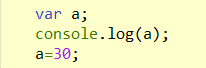 var a;
console.log(a);
a=30;